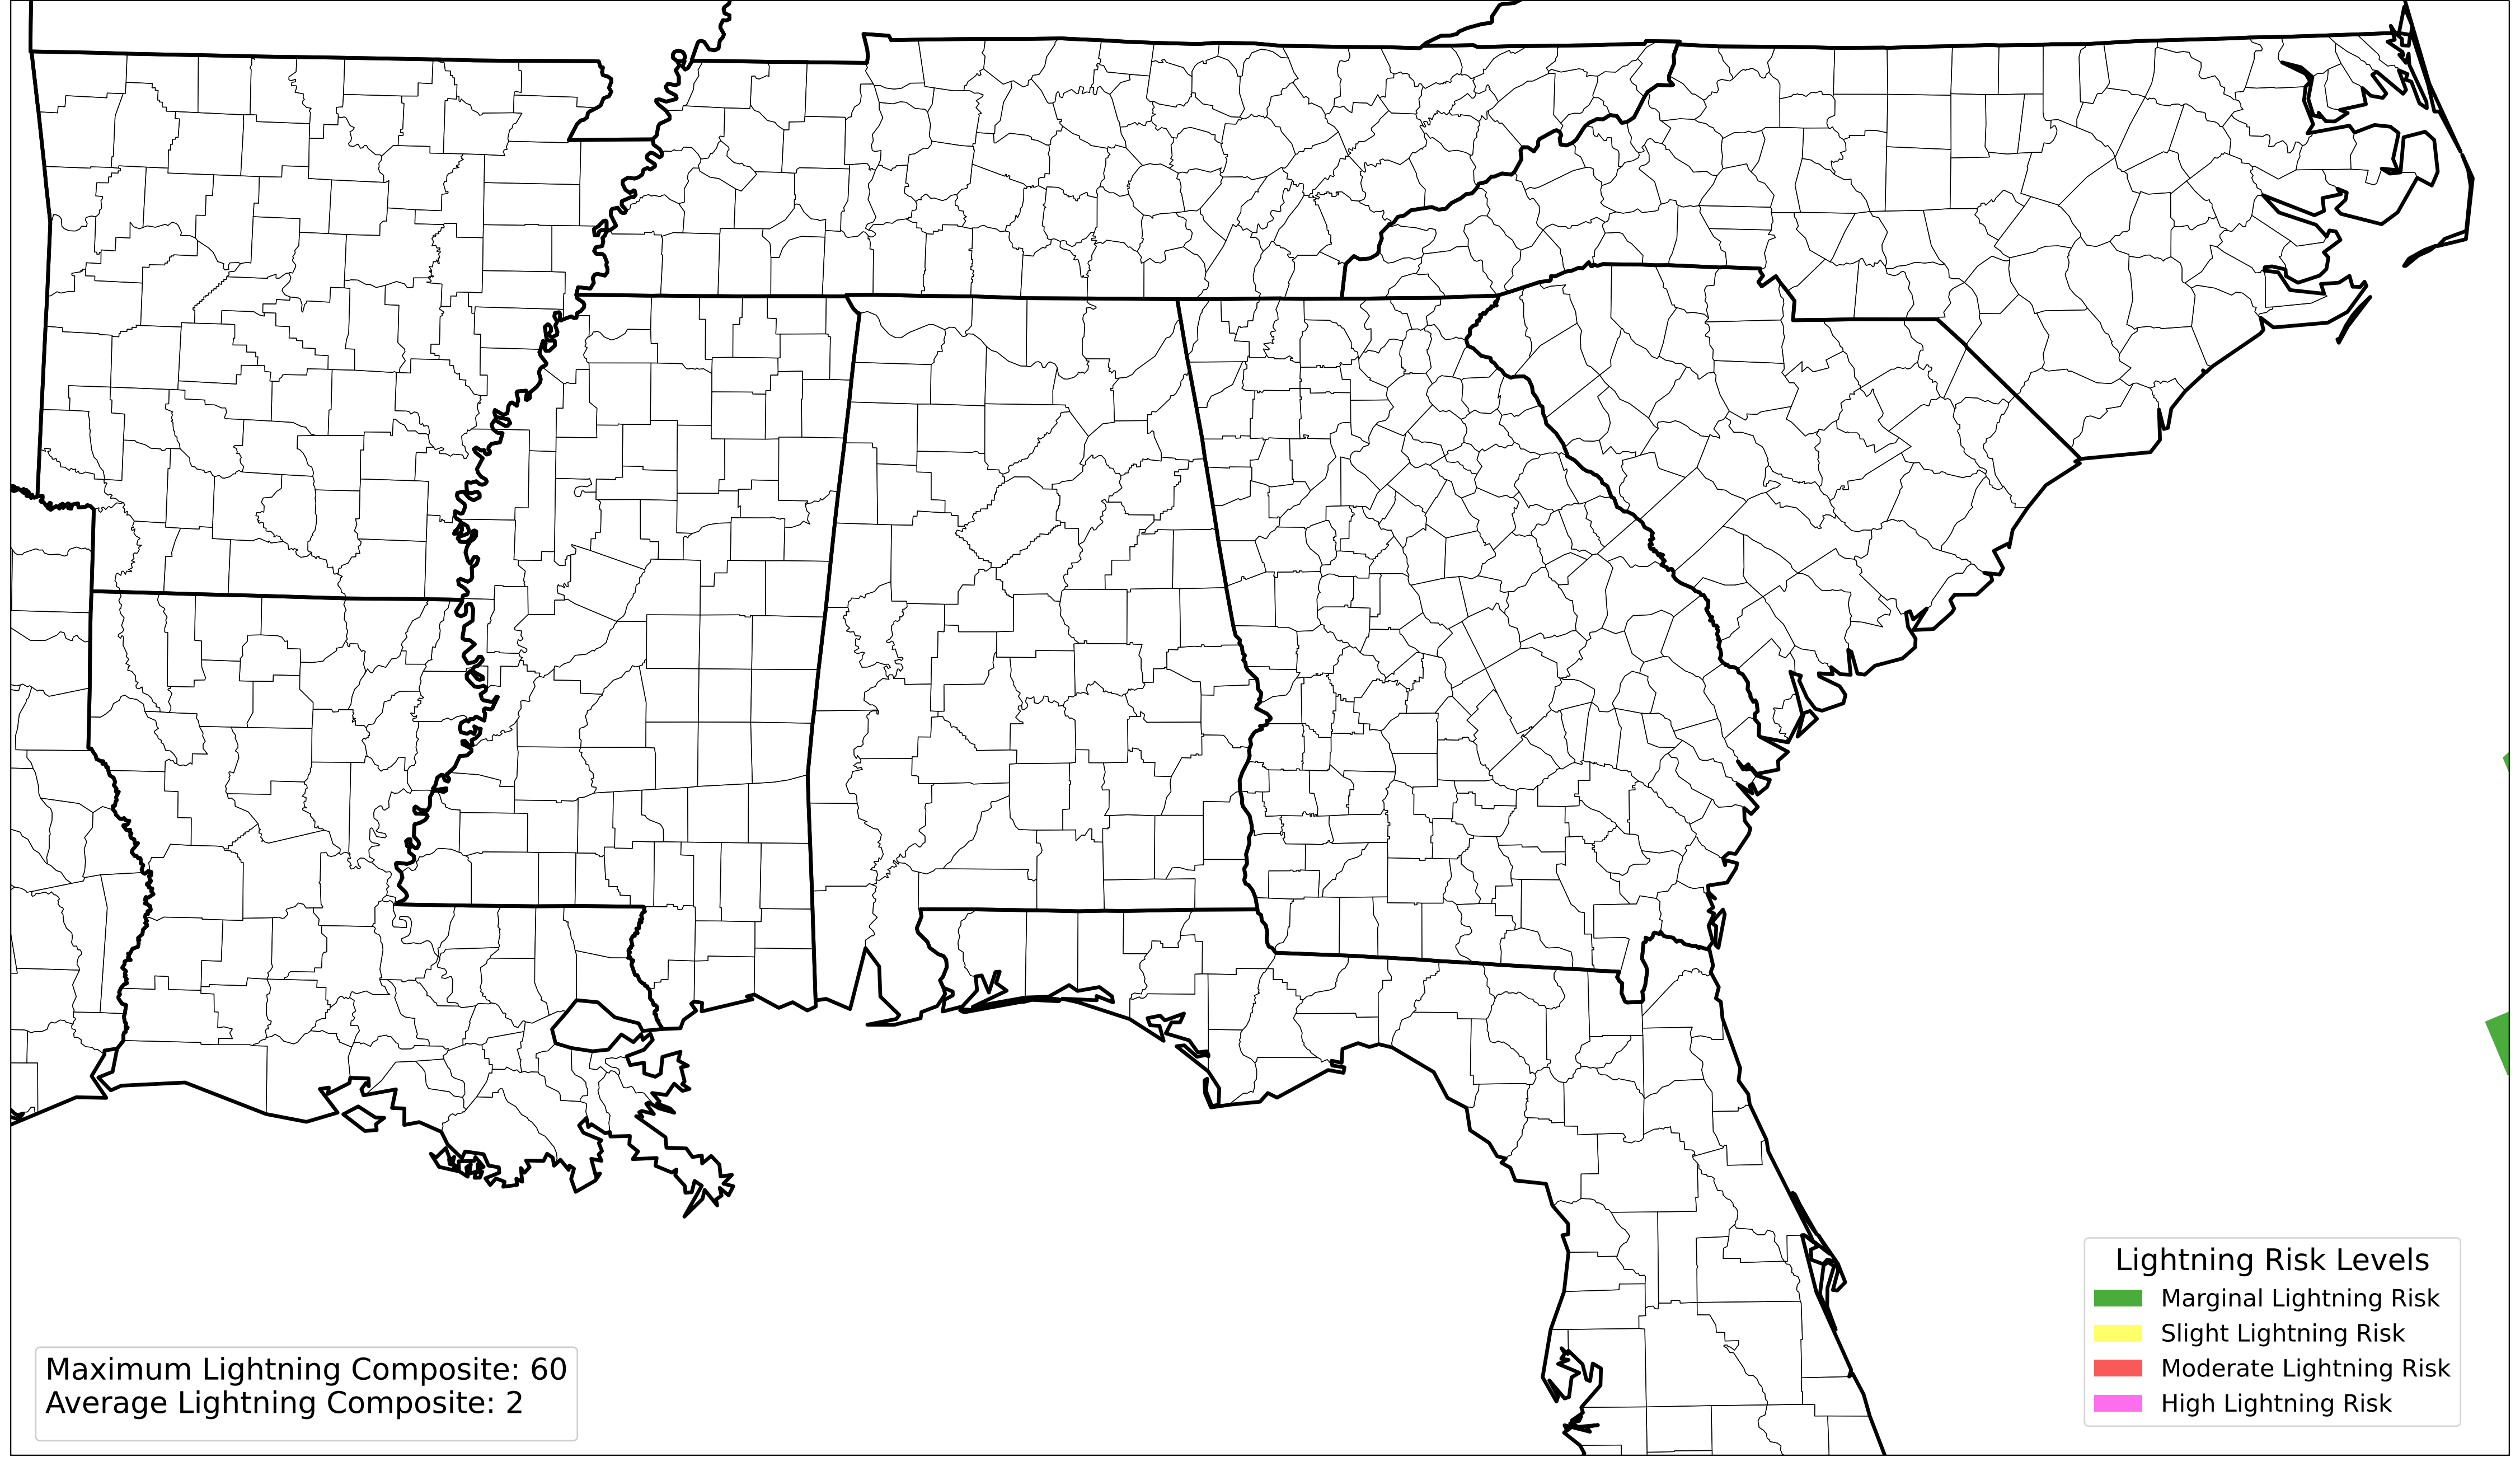 Maximum Lightning Composite: 60
Average Lightning Composite: 2
Lightning Risk Levels
Marginal Lightning Risk
Slight Lightning Risk
Moderate Lightning Risk
High Lightning Risk